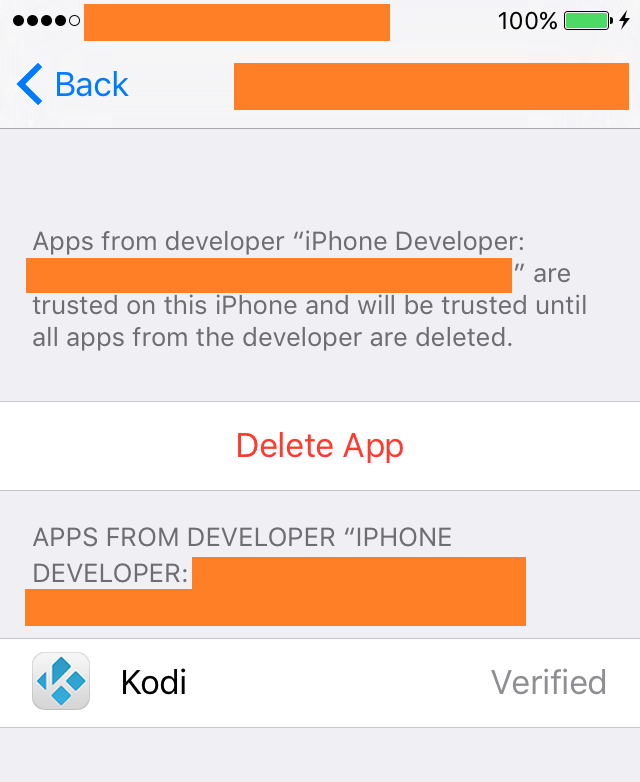 100%
Back
Apps from developer “iPhone Developer:
” are
trusted on this iPhone and will be trusted until
all apps from the developer are deleted.
Delete App
APPS FROM DEVELOPER “IPHONE
DEVELOPER:
Kodi Verified